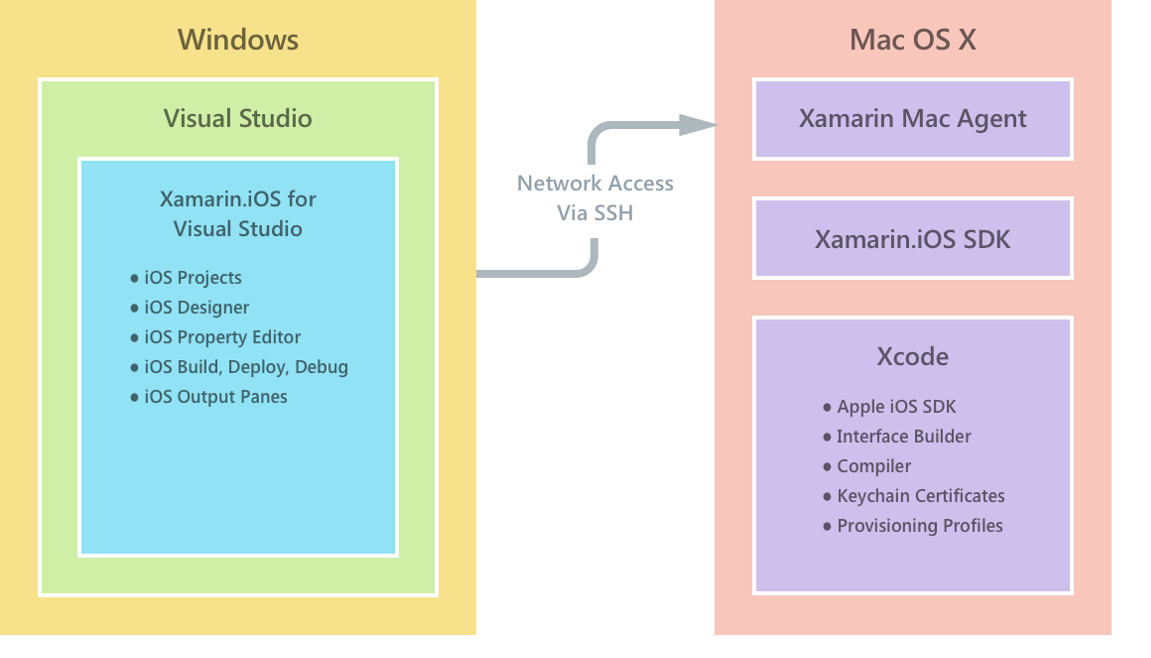 Windows
Visual Studio
Xamarin.iOS for
Visual Studio
● iOS Projects
● iOS Designer
● iOS Property Editor
● iOS Build, Deploy, Debug
● iOS Output Panes
Network Access
Via SSH
Mac OS X
Xamarin Mac Agent
Xamarin.iOS SDK
Xcode
● Apple iOS SDK
● Interface Builder
● Compiler
● Keychain Certificates
● Provisioning Profiles